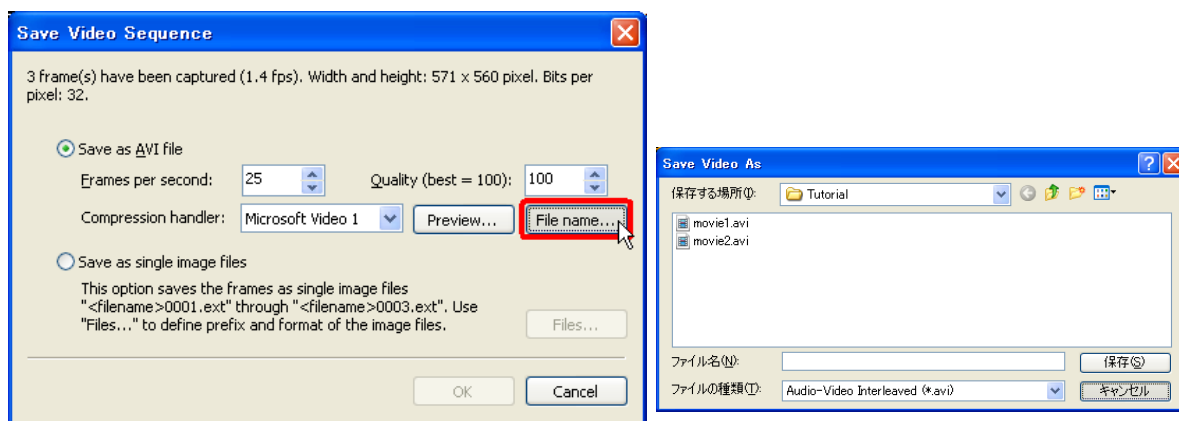 Save Video Sequence
3 frame(s) have been captured (1.4 fps). Width and height: 571 x 560 pixel. Bits per
pixel: 32.
Save as AVI file
Frames per second: 25 Quality (best = 100): 100
Compression handler: Microsoft Video 1 Preview... File name...
Save as single image files
This option saves the frames as single image files
"<filename>0001.ext" through "<filename>0003.ext". Use
"Files..." to define prefix and format of the image files.
Files...
OK Cancel
Save Video As
保存する場所(I): Tutorial
movie1.avi
movie2.avi
ファイル名(N): 保存(S)
ファイルの種類(T): Audio-Video Interleaved (*.avi) キャンセル